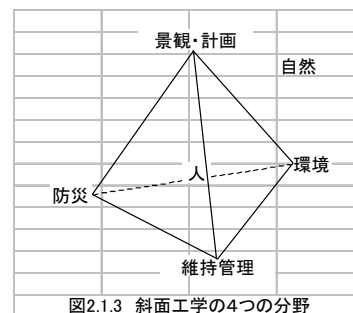 景観・計画
自然
環境
人
防災
維持管理
図2.1.3 斜面工学の4つの分野